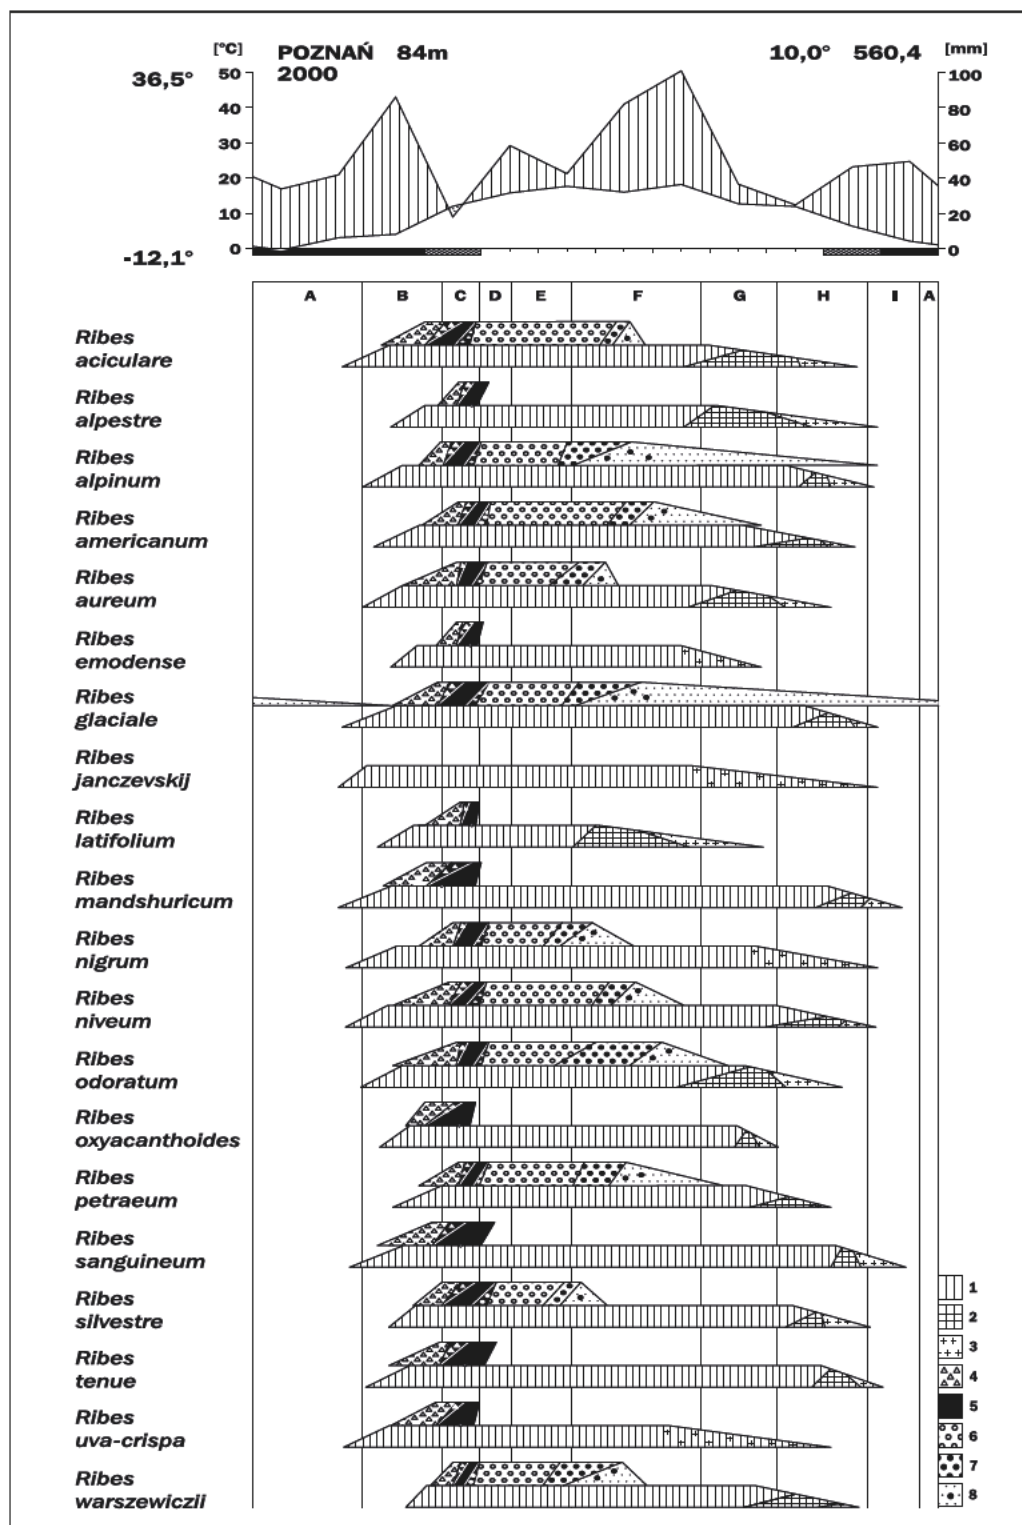 [°C] POZNAŃ 84m 10,0° 560,4 [mm]
36,5° 50 2000 100
40 80
30 60
20 40
10 20
0 0
-12,1°
A B C D E F G H I A
Ribes
aciculare
Ribes
alpestre
Ribes
alpinum
Ribes
americanum
Ribes
aureum
Ribes
emodense
Ribes
glaciale
Ribes
janczevskij
Ribes
latifolium
Ribes
mandshuricum
Ribes
nigrum
Ribes
niveum
Ribes
odoratum
Ribes
oxyacanthoides
Ribes
petraeum
Ribes
sanguineum
Ribes
silvestre
Ribes
tenue
Ribes
uva-crispa
Ribes
warszewiczii
1
2
3
4
5
6
7
8